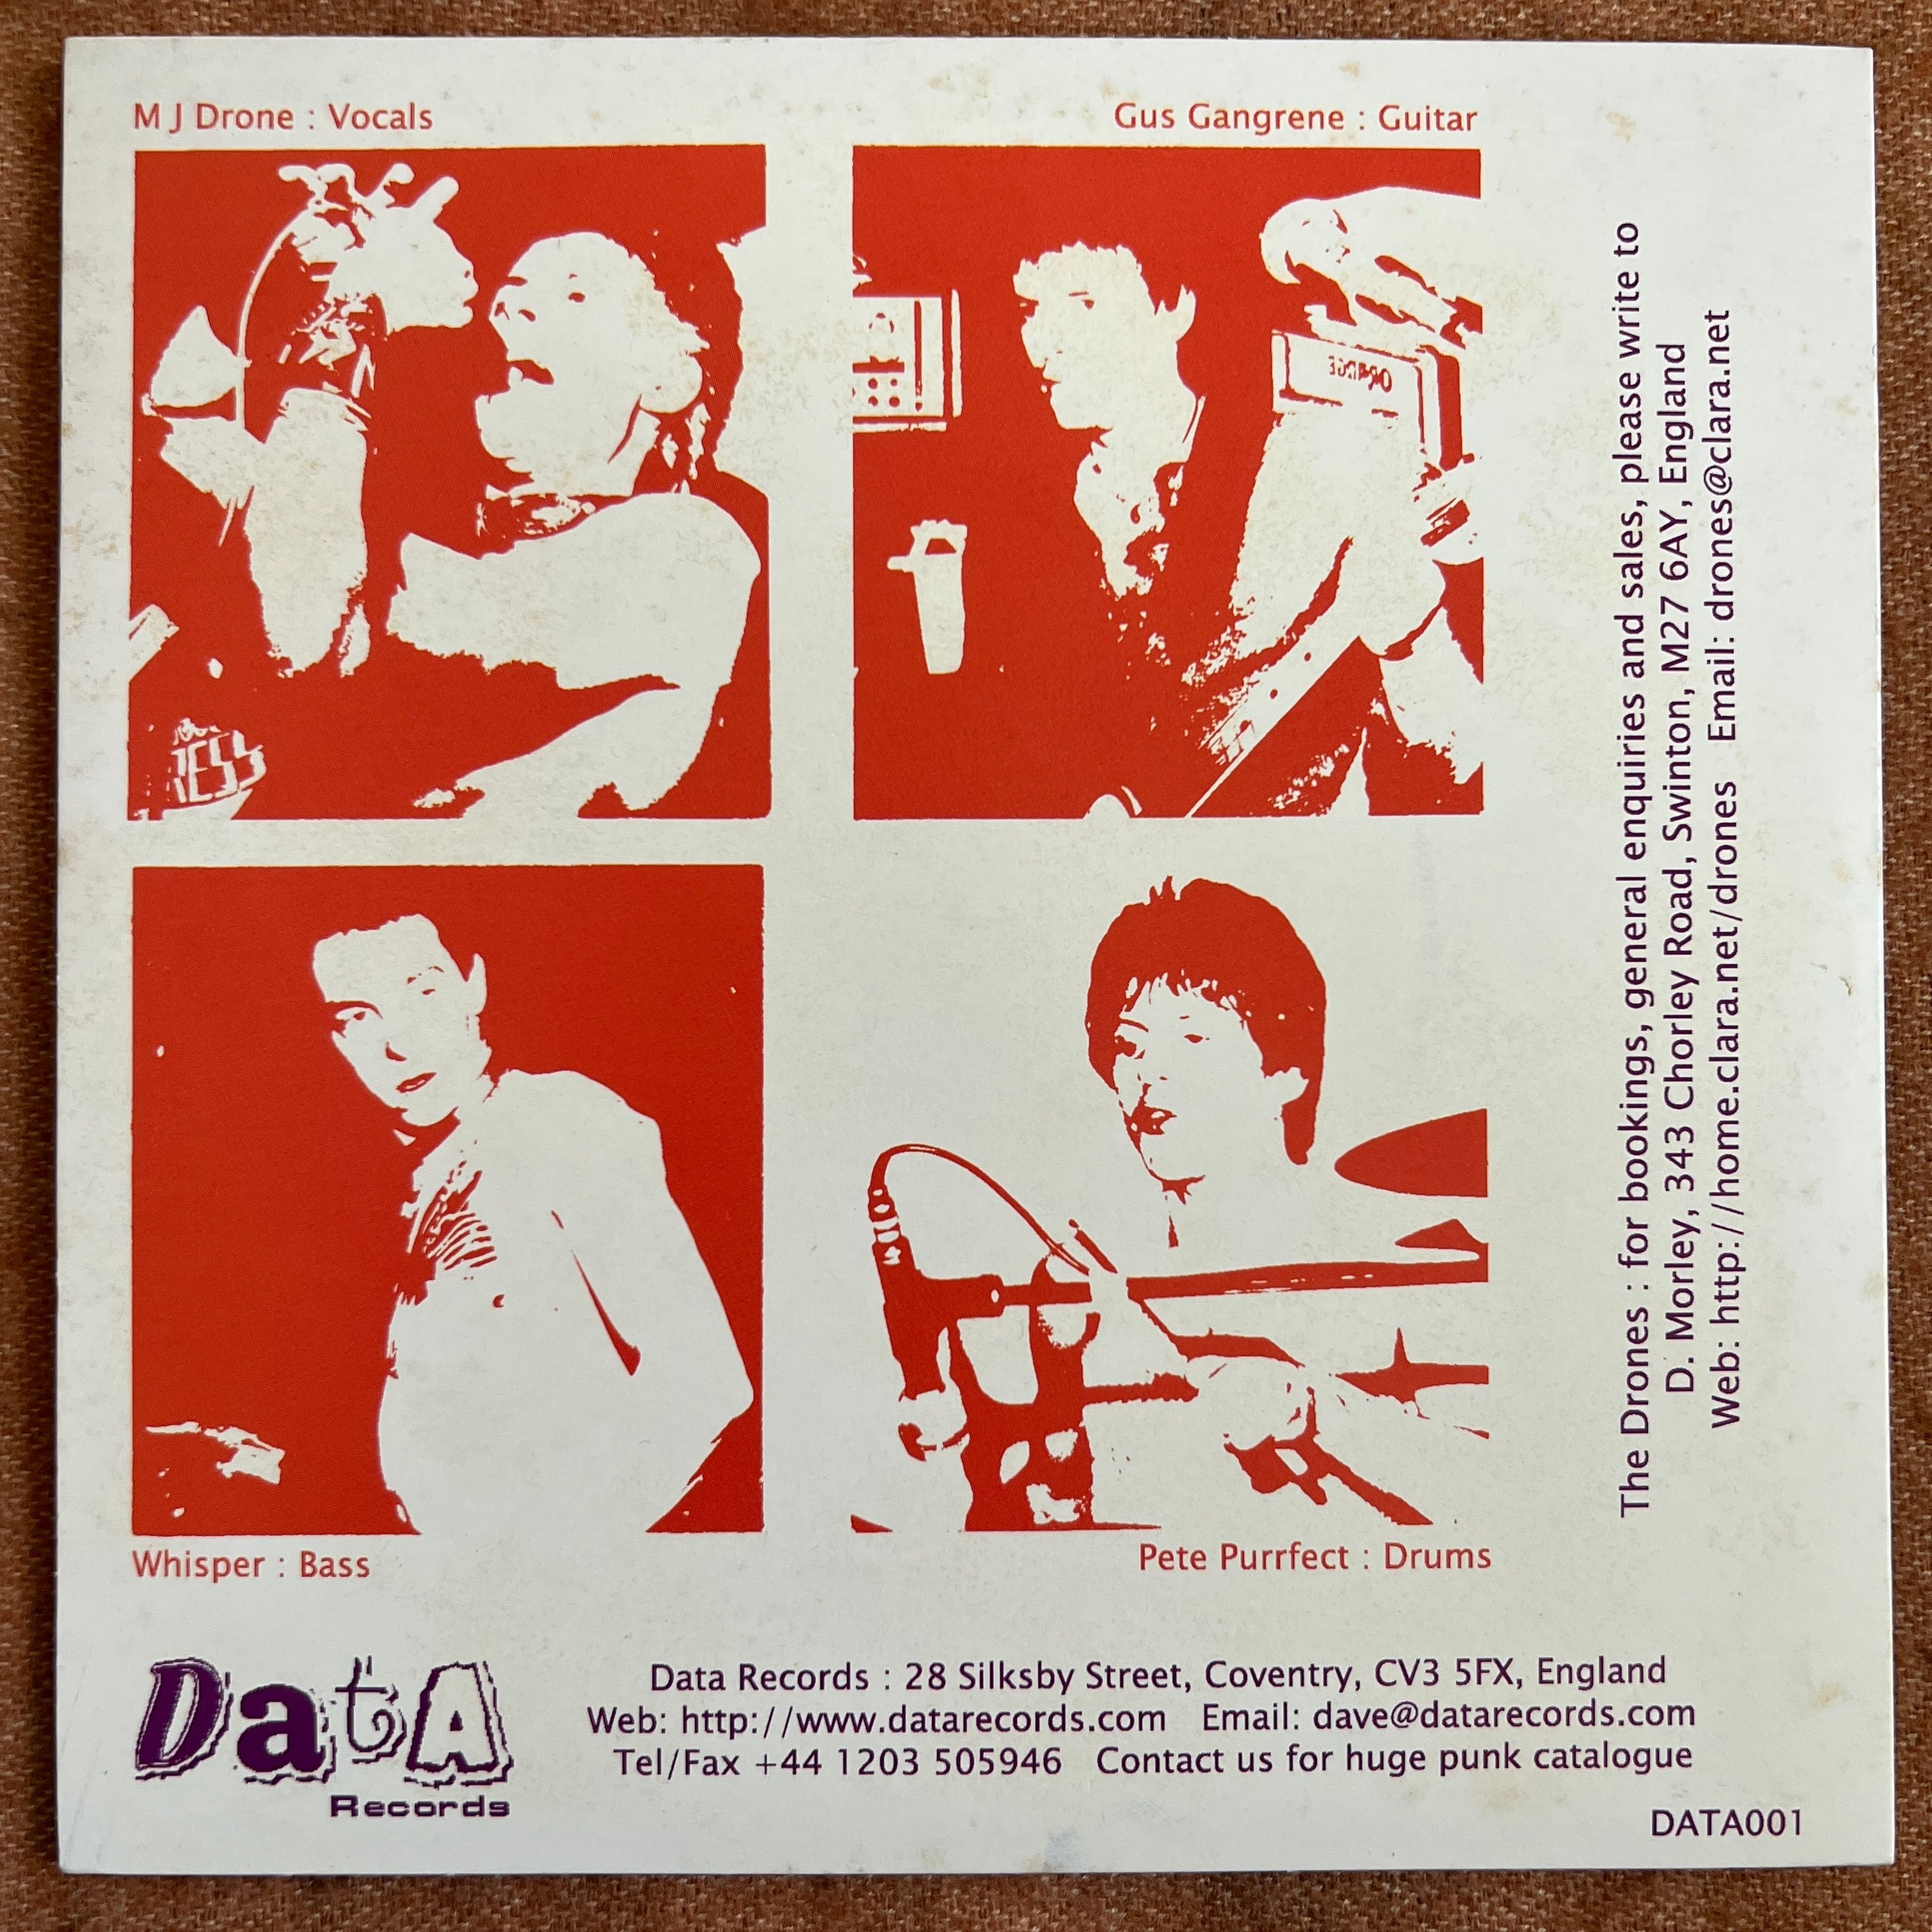 M J Drone : Vocals
Gus Gangrene : Guitar
ORANGE
RESS
Whisper : Bass
Pete Purrfect : Drums
The Drones : for bookings, general enquiries and sales, please write to
D. Morley, 343 Chorley Road, Swinton, M27 6AY, England
Web: http://home.clara.net/drones Email: drones@clara.net
DatA
Records
Data Records : 28 Silksby Street, Coventry, CV3 5FX, England
Web: http://www.datarecords.com Email: dave@datarecords.com
Tel/Fax +44 1203 505946 Contact us for huge punk catalogue
DATA001